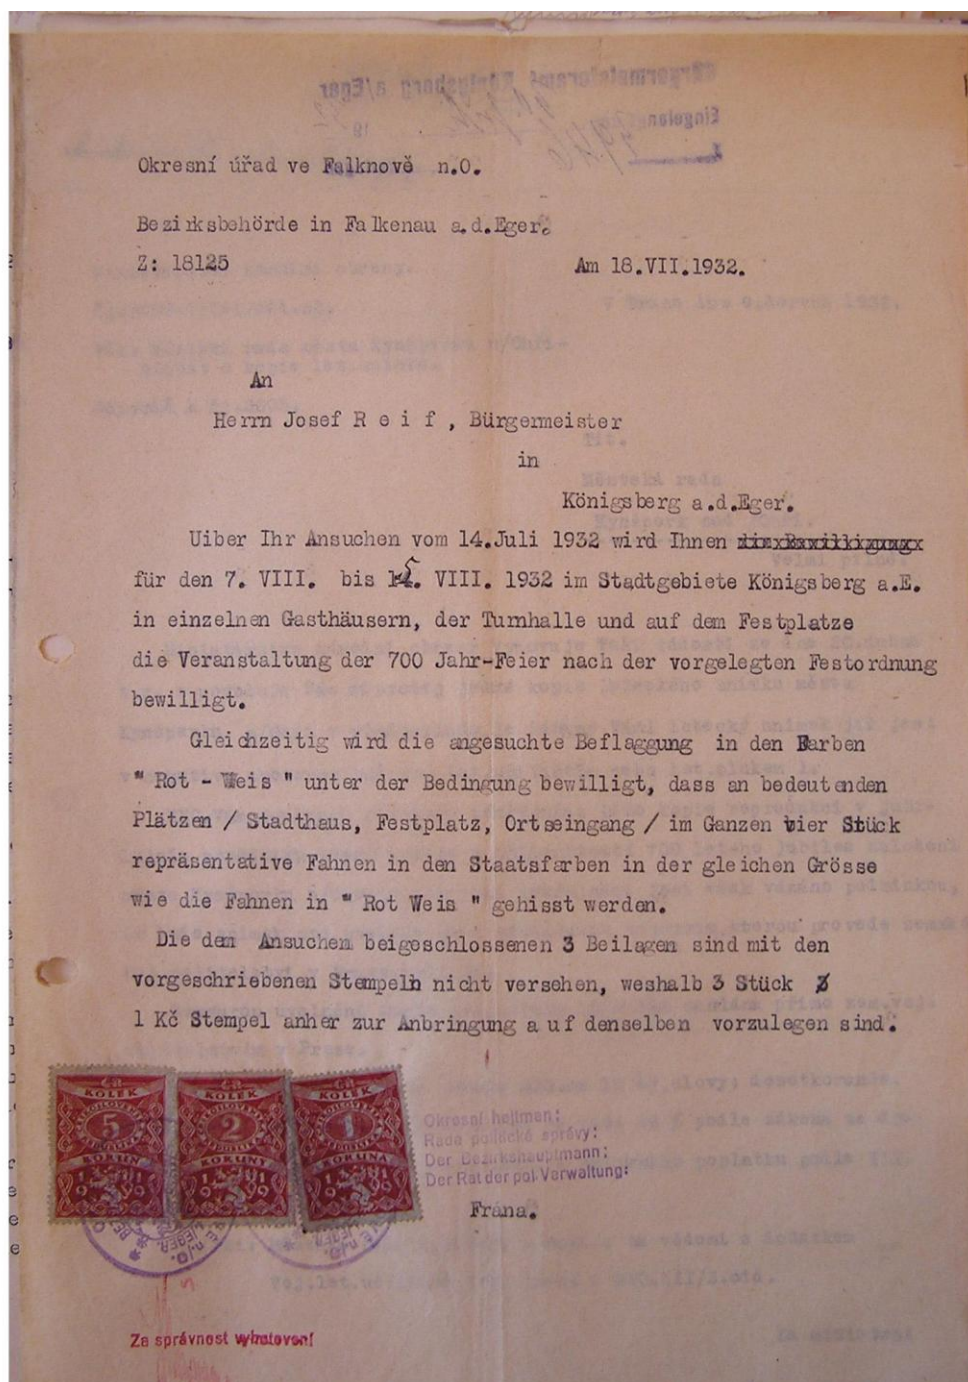 Okresní úřad ve Falknově n.O.
Bezirksbehörde in Falkenau a.d.Eger.
Z: 18125 Am 18.VII.1932.
An
Herrn Josef R e i f , Bürgermeister
in
Königsberg a.d.Eger.
Uiber Ihr Ansuchen vom 14.Juli 1932 wird Ihnen
für den 7. VIII. bis VIII. 1932 im Stadtgebiete Königsberg a.E.
in einzelnen Gasthäusern, der Turnhalle und auf dem Festplatze
die Veranstaltung der 700 Jahr-Feier nach der vorgelegten Festordnung
bewilligt.
Gleichzeitig wird die angesuchte Beflaggung in den Farben
" Rot - Weis " unter der Bedingung bewilligt, dass an bedeutenden
Plätzen / Stadthaus, Festplatz, Ortseingang / im Ganzen vier Stück
repräsentative Fahnen in den Staatsfarben in der gleichen Grösse
wie die Fahnen in " Rot Weis " gehisst werden.
Die dem Ansuchen beigeschlossenen 3 Beilagen sind mit den
vorgeschriebenen Stempeln nicht versehen, weshalb 3 Stück
1 Kč Stempel anher zur Anbringung auf denselben vorzulegen sind.
KOLEK KOLEK KOLEK
5 2 1
KORUN KORUNY KORUNA
Okresní hejtman:
Rada politické správy:
Der Bezirkshauptmann:
Der Rat der pol. Verwaltung:
Frána.
Za správnost vyhotovení